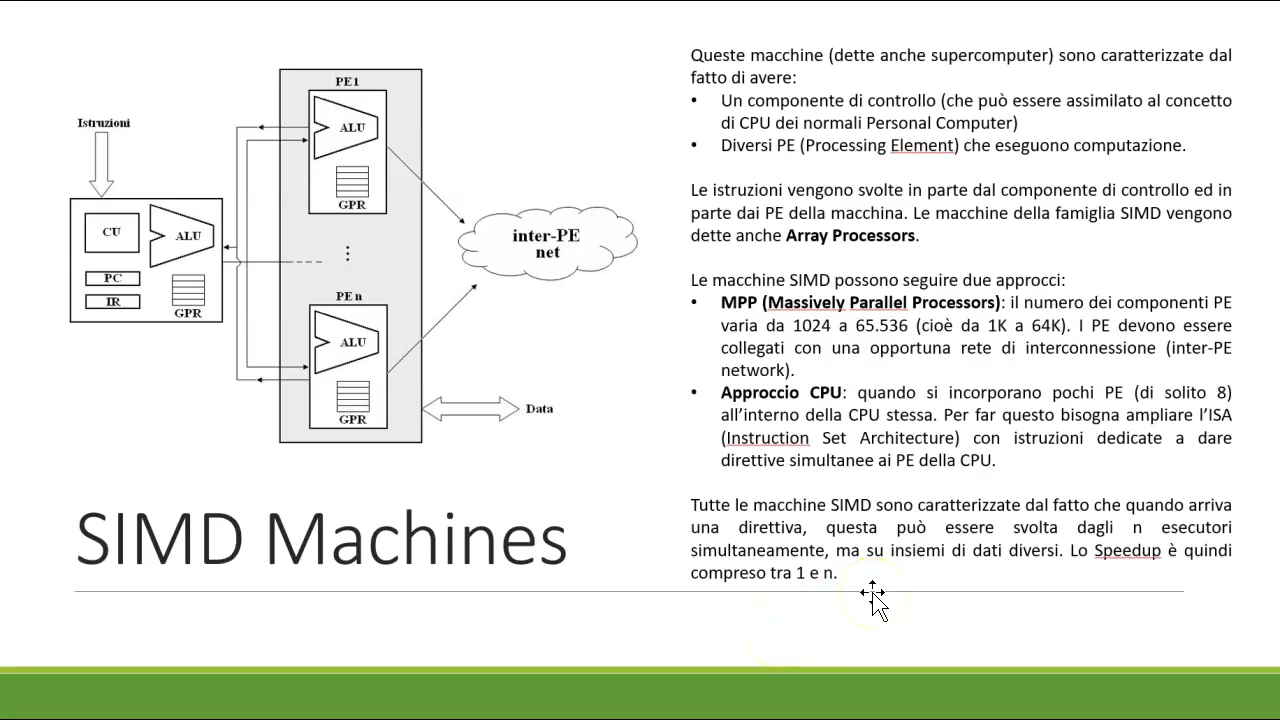 PE1
ALU
GPR
Istruzioni
CU
ALU
PC
IR
GPR
inter-PE
net
PE n
ALU
GPR
Data
SIMD Machines
Queste macchine (dette anche supercomputer) sono caratterizzate dal
fatto di avere:
• Un componente di controllo (che può essere assimilato al concetto
di CPU dei normali Personal Computer)
• Diversi PE (Processing Element) che eseguono computazione.
Le istruzioni vengono svolte in parte dal componente di controllo ed in
parte dai PE della macchina. Le macchine della famiglia SIMD vengono
dette anche Array Processors.
Le macchine SIMD possono seguire due approcci:
• MPP (Massively Parallel Processors): il numero dei componenti PE
varia da 1024 a 65.536 (cioè da 1K a 64K). I PE devono essere
collegati con una opportuna rete di interconnessione (inter-PE
network).
• Approccio CPU: quando si incorporano pochi PE (di solito 8)
all’interno della CPU stessa. Per far questo bisogna ampliare l’ISA
(Instruction Set Architecture) con istruzioni dedicate a dare
direttive simultanee ai PE della CPU.
Tutte le macchine SIMD sono caratterizzate dal fatto che quando arriva
una direttiva, questa può essere svolta dagli n esecutori
simultaneamente, ma su insiemi di dati diversi. Lo Speedup è quindi
compreso tra 1 e n.